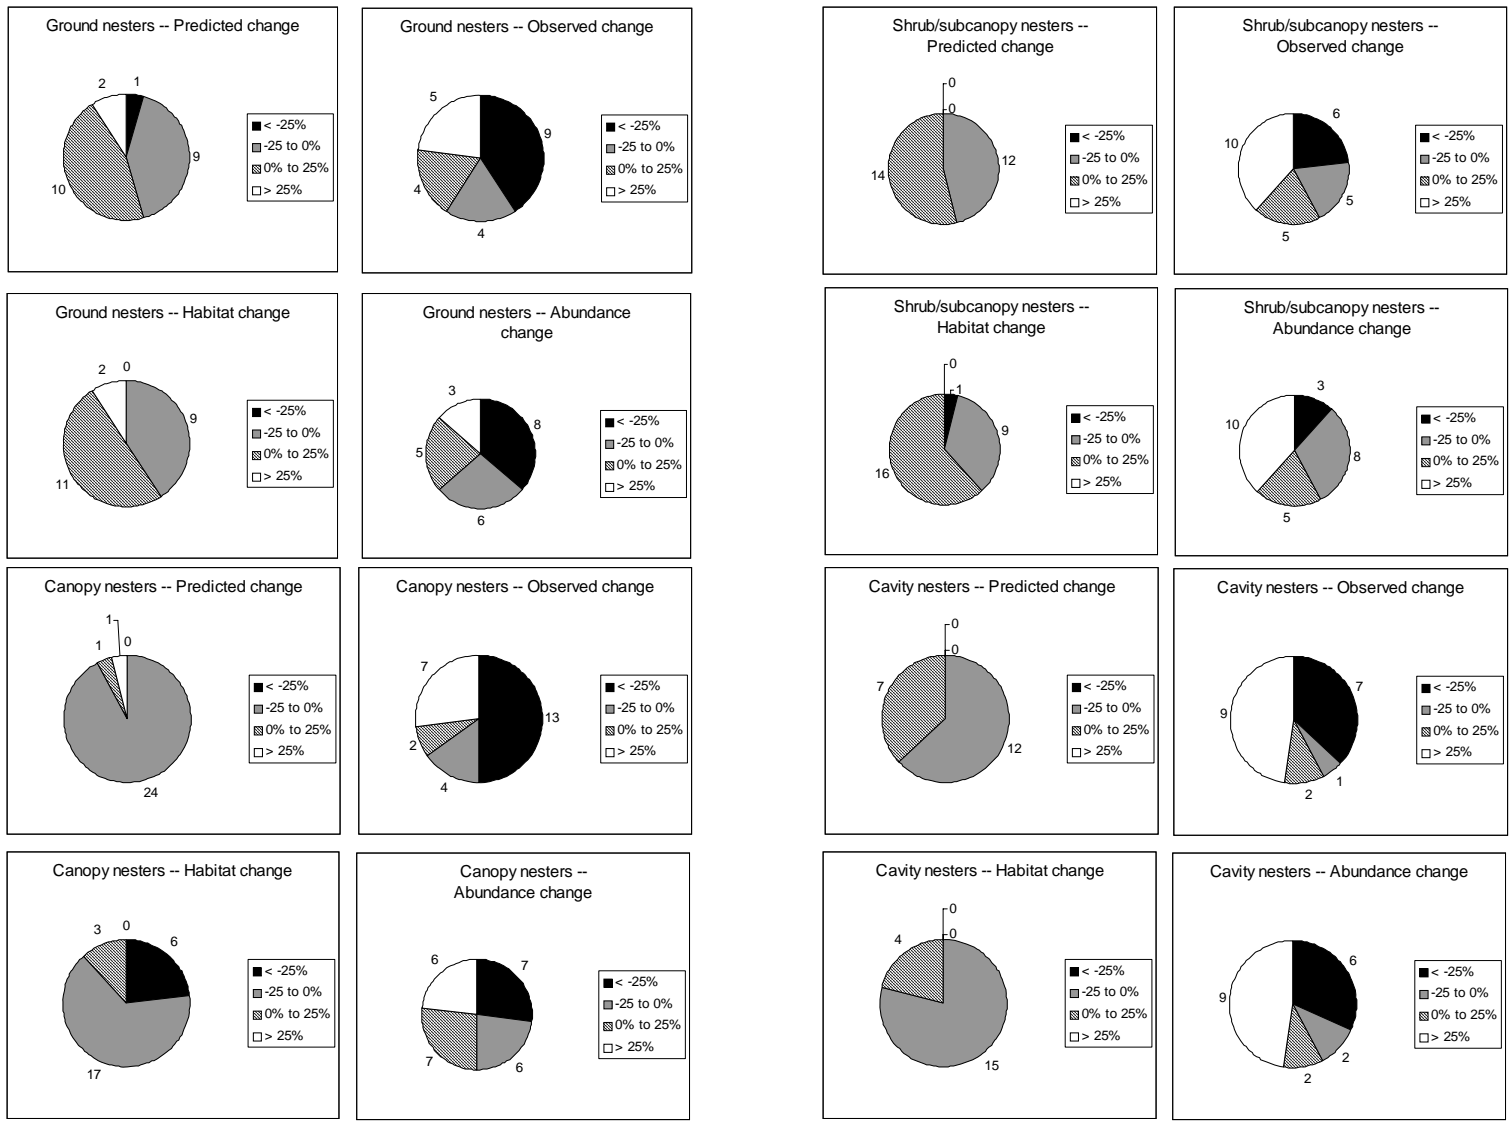 Ground nesters -- Predicted change
2
1
9
10
< -25%
-25 to 0%
0% to 25%
> 25%
Ground nesters -- Observed change
5
9
4
4
< -25%
-25 to 0%
0% to 25%
> 25%
Shrub/subcanopy nesters --
Predicted change
0
0
12
14
< -25%
-25 to 0%
0% to 25%
> 25%
Shrub/subcanopy nesters --
Observed change
6
10
5
5
< -25%
-25 to 0%
0% to 25%
> 25%
Ground nesters -- Habitat change
2
0
9
11
< -25%
-25 to 0%
0% to 25%
> 25%
Ground nesters -- Abundance
change
3
8
5
6
< -25%
-25 to 0%
0% to 25%
> 25%
Shrub/subcanopy nesters --
Habitat change
0
1
9
16
< -25%
-25 to 0%
0% to 25%
> 25%
Shrub/subcanopy nesters --
Abundance change
3
10
8
5
< -25%
-25 to 0%
0% to 25%
> 25%
Canopy nesters -- Predicted change
1
1
0
24
< -25%
-25 to 0%
0% to 25%
> 25%
Canopy nesters -- Observed change
7
13
2
4
< -25%
-25 to 0%
0% to 25%
> 25%
Cavity nesters -- Predicted change
0
0
7
12
< -25%
-25 to 0%
0% to 25%
> 25%
Cavity nesters -- Observed change
7
9
1
2
< -25%
-25 to 0%
0% to 25%
> 25%
Canopy nesters -- Habitat change
3
0
6
17
< -25%
-25 to 0%
0% to 25%
> 25%
Canopy nesters --
Abundance change
6
7
7
6
< -25%
-25 to 0%
0% to 25%
> 25%
Cavity nesters -- Habitat change
0
0
4
15
< -25%
-25 to 0%
0% to 25%
> 25%
Cavity nesters -- Abundance change
6
9
2
2
< -25%
-25 to 0%
0% to 25%
> 25%